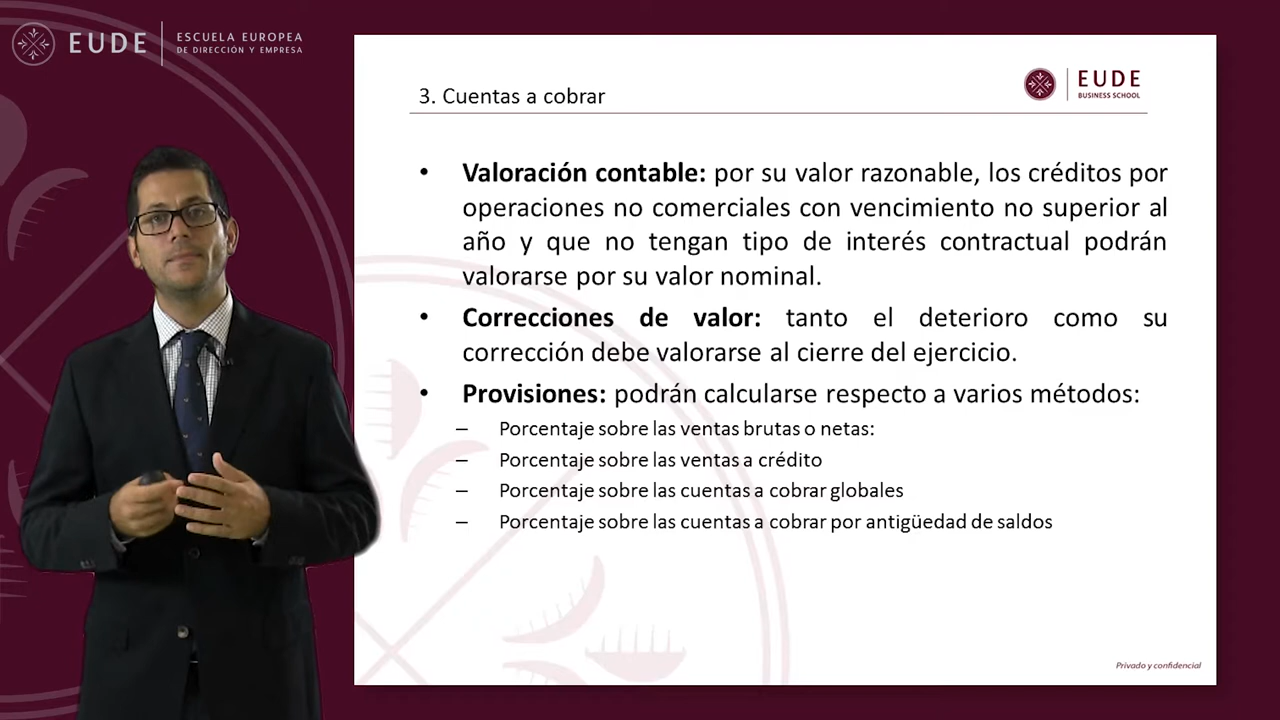 EUDE
ESCUELA EUROPEA
DE DIRECCIÓN Y EMPRESA
3. Cuentas a cobrar
EUDE
BUSINESS SCHOOL
• Valoración contable: por su valor razonable, los créditos por
operaciones no comerciales con vencimiento no superior al
año y que no tengan tipo de interés contractual podrán
valorarse por su valor nominal.
• Correcciones de valor: tanto el deterioro como su
corrección debe valorarse al cierre del ejercicio.
• Provisiones: podrán calcularse respecto a varios métodos:
– Porcentaje sobre las ventas brutas o netas:
– Porcentaje sobre las ventas a crédito
– Porcentaje sobre las cuentas a cobrar globales
– Porcentaje sobre las cuentas a cobrar por antigüedad de saldos
Privado y confidencial